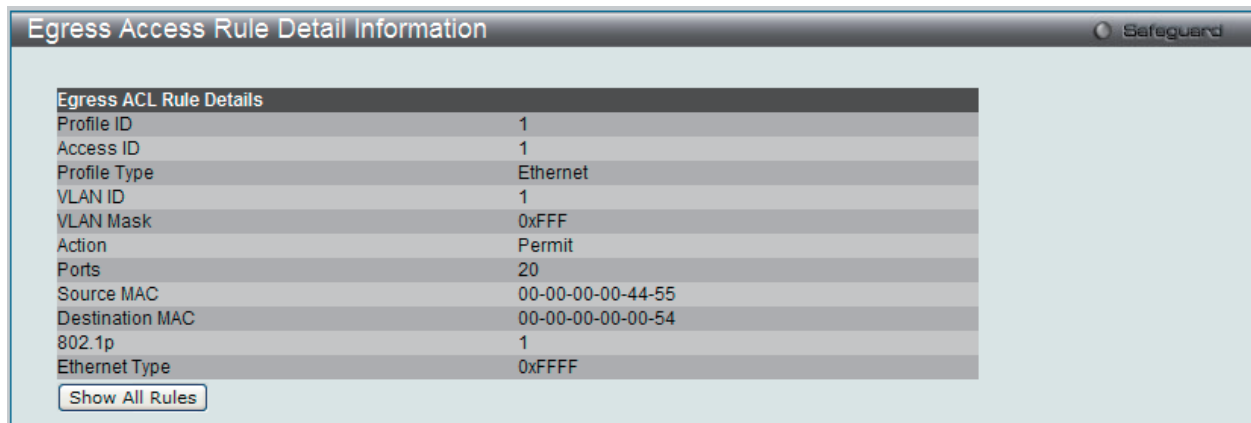 Egress Access Rule Detail Information
Safeguard
Egress ACL Rule Details
Profile ID 1
Access ID 1
Profile Type Ethernet
VLAN ID 1
VLAN Mask 0xFFF
Action Permit
Ports 20
Source MAC 00-00-00-00-44-55
Destination MAC 00-00-00-00-00-54
802.1p 1
Ethernet Type 0xFFFF
Show All Rules